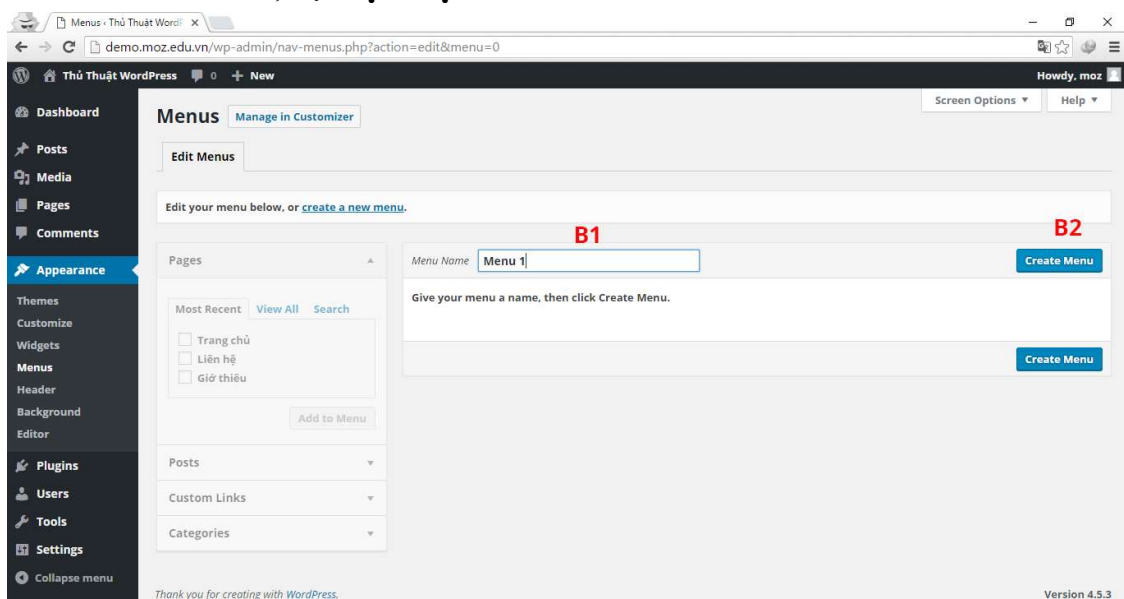 Menus ‹ Thủ Thuật WordP
demo.moz.edu.vn/wp-admin/nav-menus.php?action=edit&menu=0
Thủ Thuật WordPress 0 + New Howdy, moz
Screen Options Help
Dashboard
Posts
Media
Pages
Comments
Appearance
Themes
Customize
Widgets
Menus
Header
Background
Editor
Plugins
Users
Tools
Settings
Collapse menu
Menus Manage in Customizer
Edit Menus
Edit your menu below, or create a new menu.
B1 B2
Pages
Most Recent View All Search
Trang chủ
Liên hệ
Giớ thiêu
Add to Menu
Posts
Custom Links
Categories
Menu Name Menu 1 Create Menu
Give your menu a name, then click Create Menu.
Create Menu
Thank you for creating with WordPress. Version 4.5.3